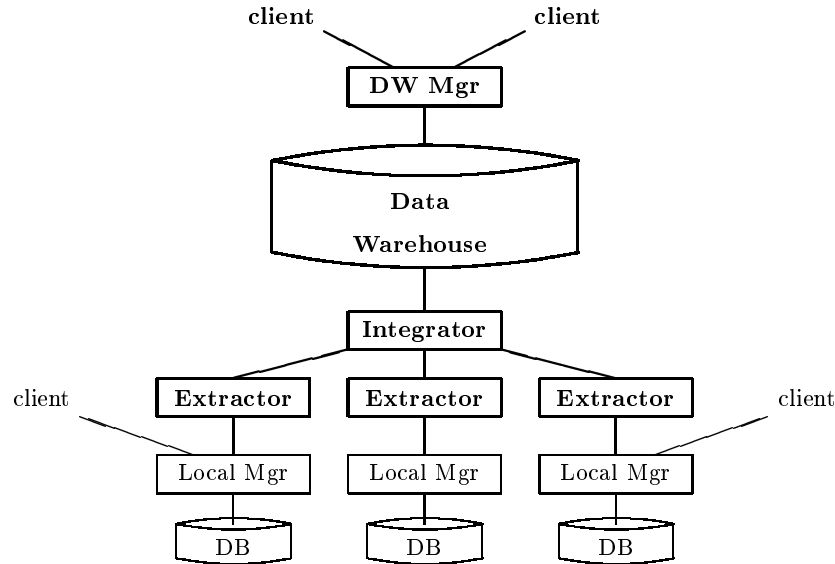 client client
DW Mgr
Data
Warehouse
Integrator
Extractor Extractor Extractor
client client
Local Mgr Local Mgr Local Mgr
DB DB DB